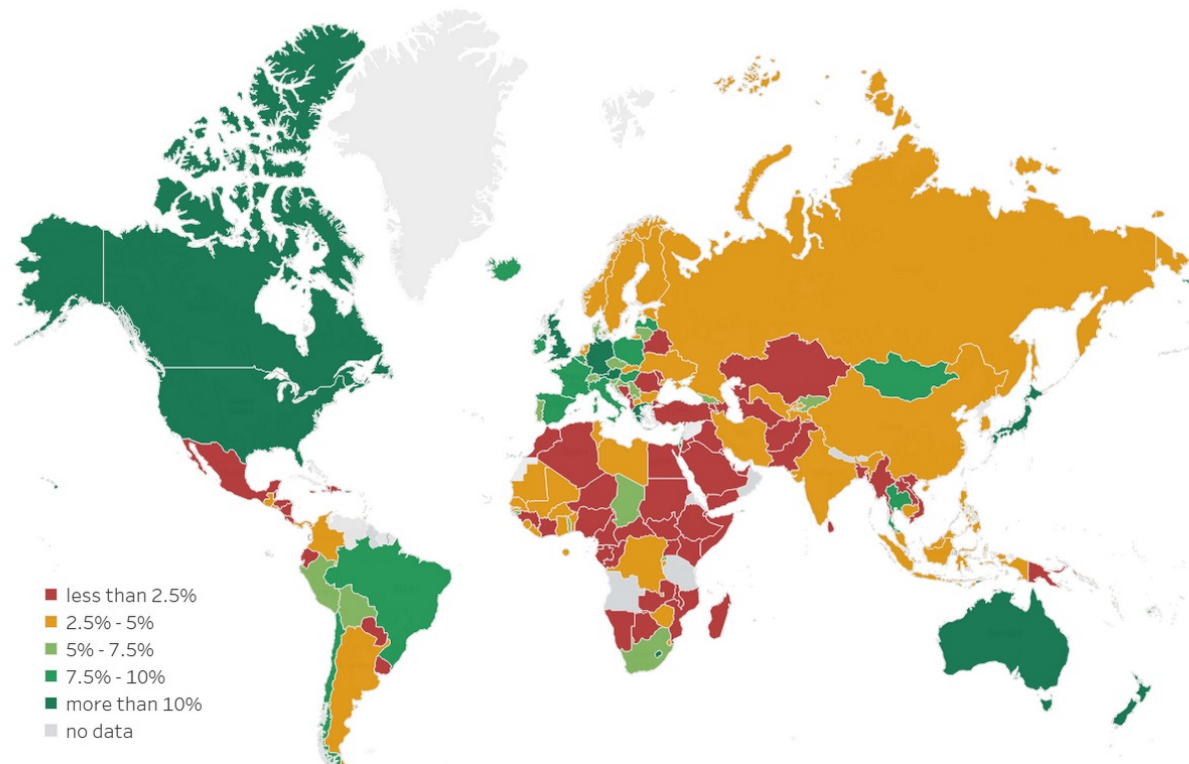 less than 2.5%
2.5% - 5%
5% - 7.5%
7.5% - 10%
more than 10%
no data